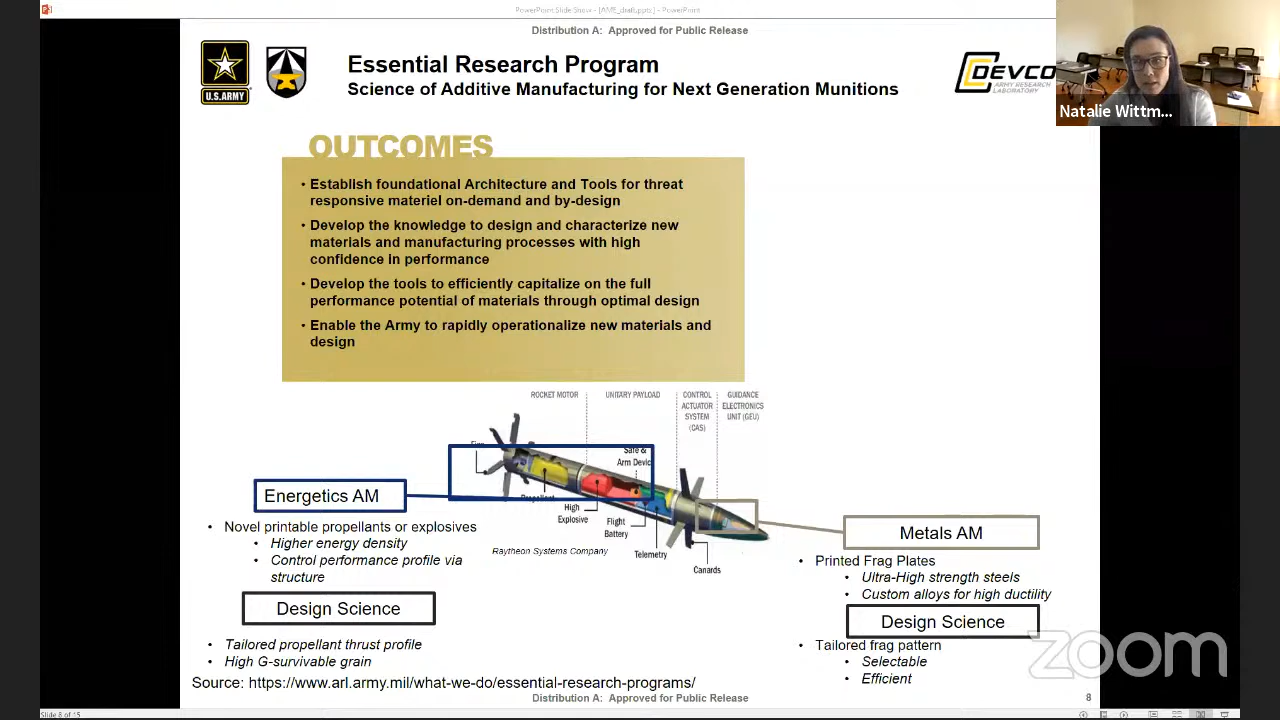 PowerPoint Slide Show - [AME_draft.pptx] - PowerPoint
Distribution A: Approved for Public Release
U.S.ARMY
Essential Research Program
Science of Additive Manufacturing for Next Generation Munitions
DEVCO
ARMY RESEARCH
LABORATORY
Natalie Wittm...
OUTCOMES
• Establish foundational Architecture and Tools for threat
responsive materiel on-demand and by-design
• Develop the knowledge to design and characterize new
materials and manufacturing processes with high
confidence in performance
• Develop the tools to efficiently capitalize on the full
performance potential of materials through optimal design
• Enable the Army to rapidly operationalize new materials and
design
ROCKET MOTOR
UNITARY PAYLOAD
CONTROL
ACTUATOR
SYSTEM
(CAS)
GUIDANCE
ELECTRONICS
UNIT (GEU)
Safe &
Arm Device
Propellant
High
Explosive
Flight
Battery
Telemetry
Canards
Raytheon Systems Company
Energetics AM
• Novel printable propellants or explosives
• Higher energy density
• Control performance profile via
structure
Design Science
• Tailored propellant thrust profile
• High G-survivable grain
Metals AM
• Printed Frag Plates
• Ultra-High strength steels
• Custom alloys for high ductility
Design Science
• Tailored frag pattern
• Selectable
• Efficient
zoom
Source: https://www.arl.army.mil/what-we-do/essential-research-programs/
Distribution A: Approved for Public Release
8
Slide 8 of 15